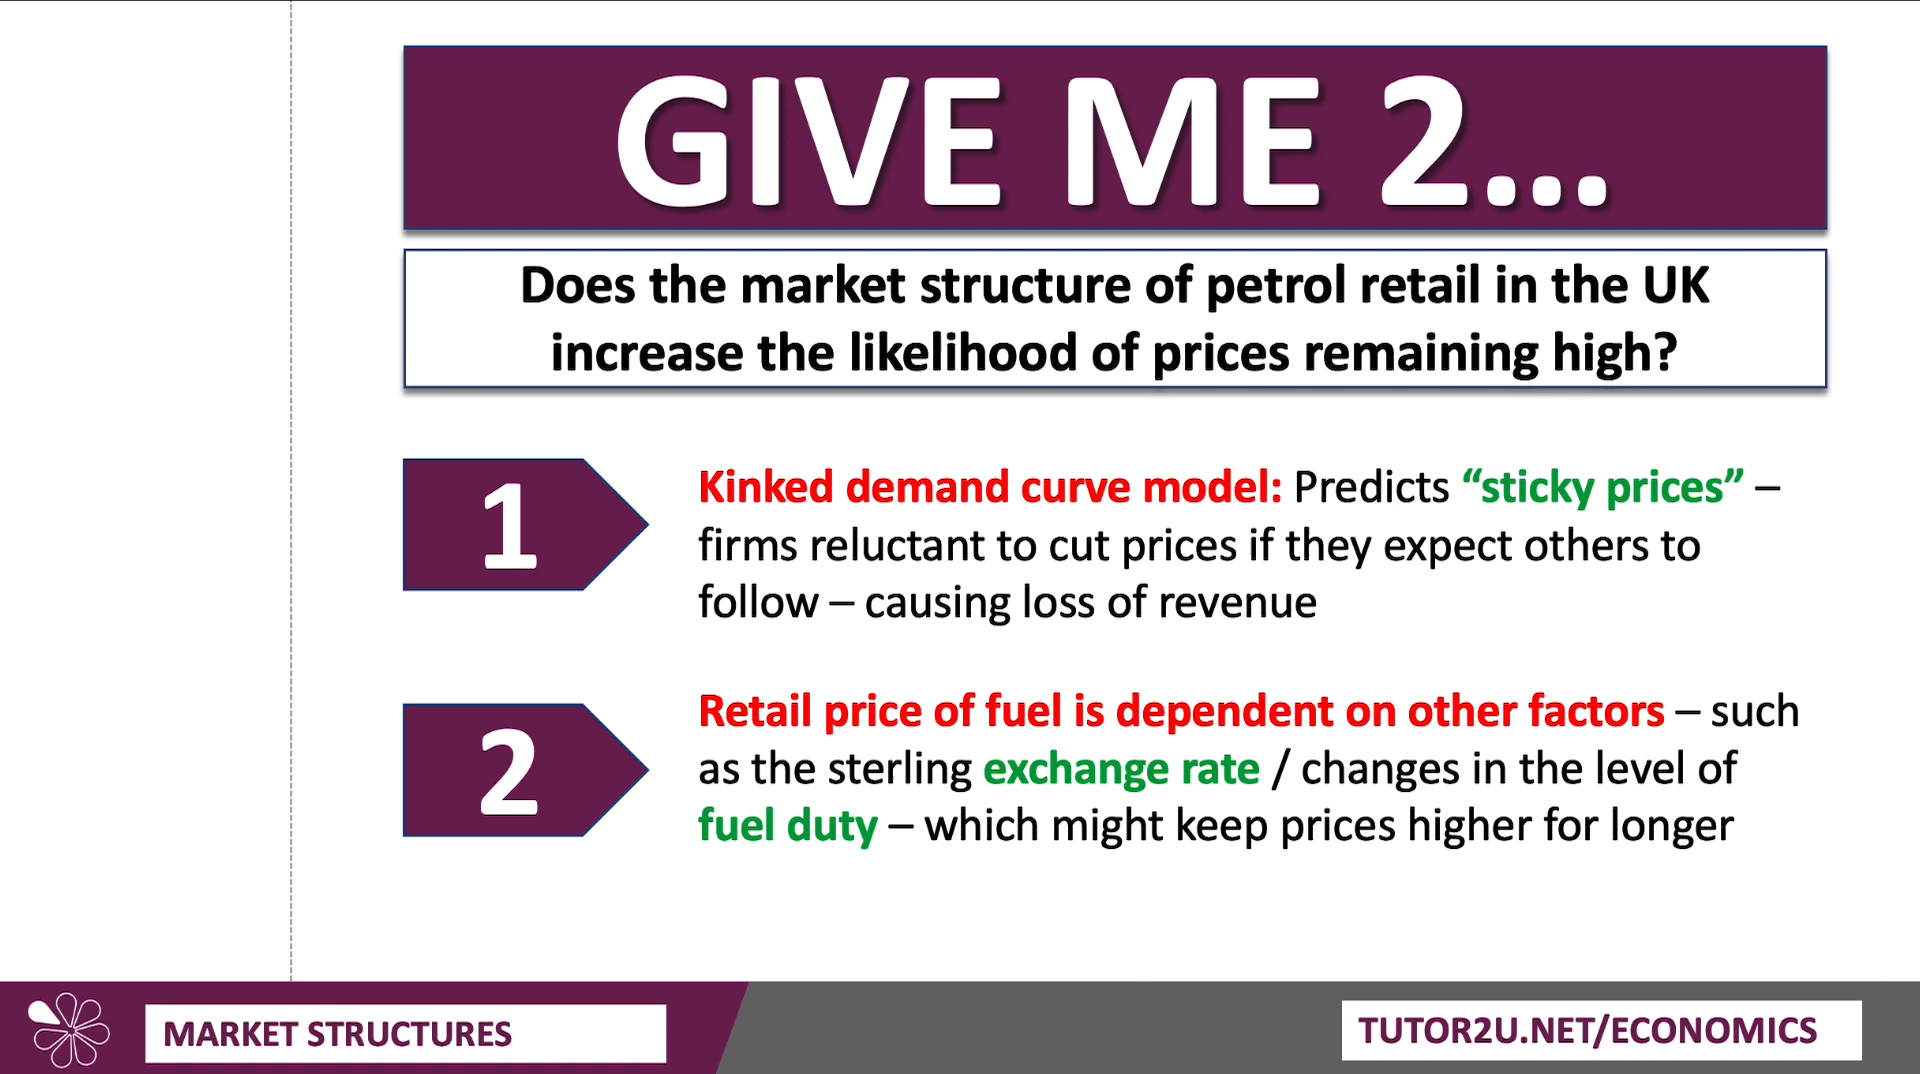 GIVE ME 2...
Does the market structure of petrol retail in the UK
increase the likelihood of prices remaining high?
1
Kinked demand curve model: Predicts “sticky prices” –
firms reluctant to cut prices if they expect others to
follow – causing loss of revenue
2
Retail price of fuel is dependent on other factors – such
as the sterling exchange rate / changes in the level of
fuel duty – which might keep prices higher for longer
MARKET STRUCTURES
TUTOR2U.NET/ECONOMICS